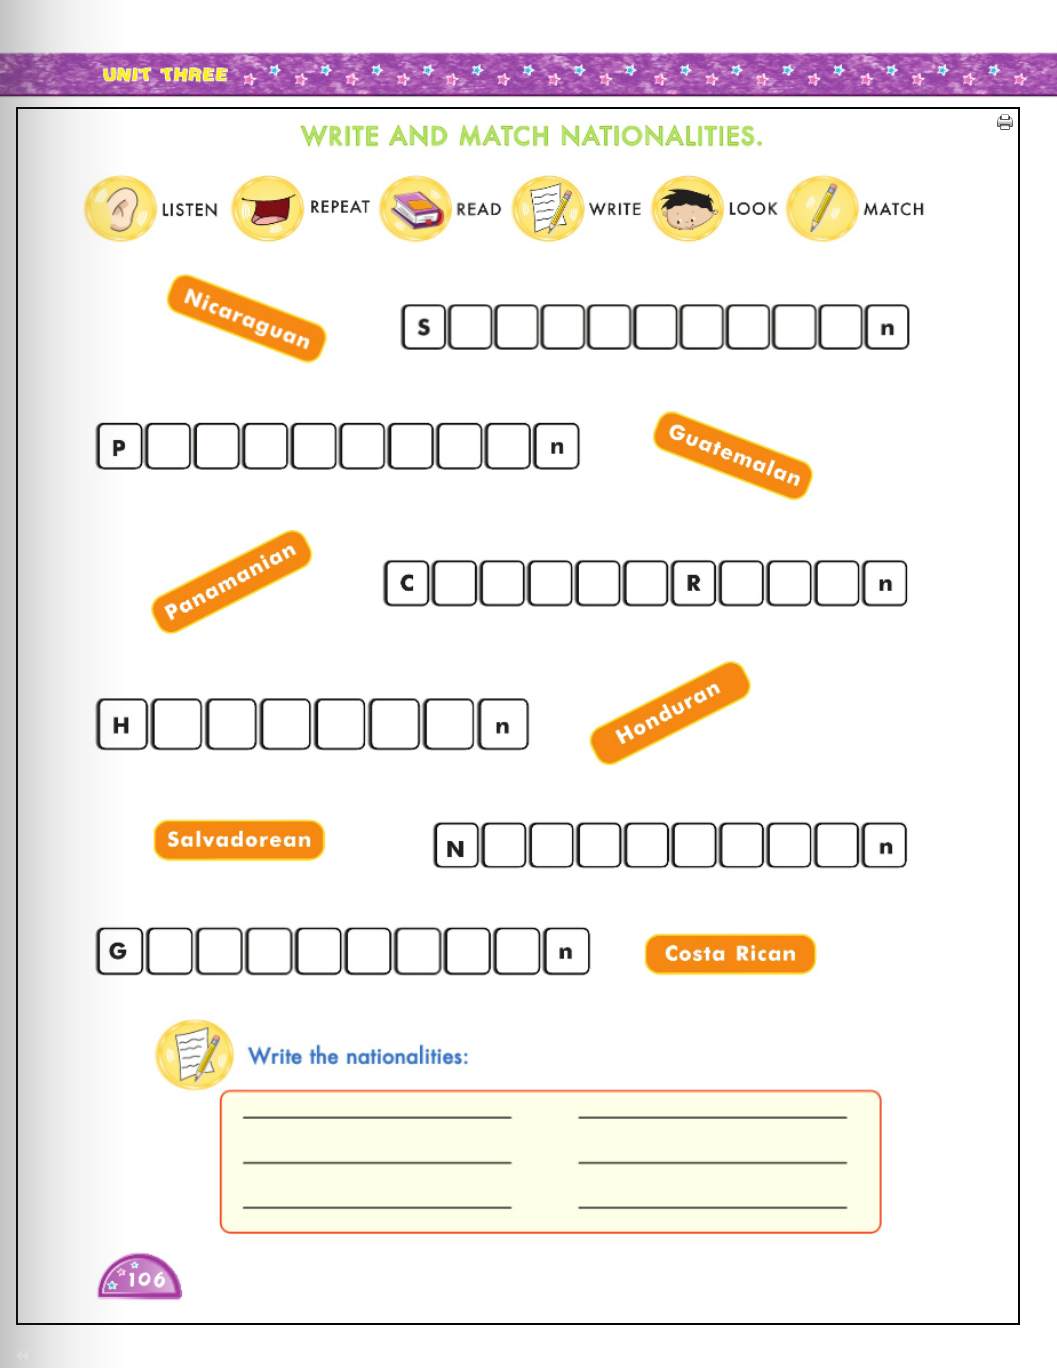 UNIT THREE
WRITE AND MATCH NATIONALITIES.
LISTEN REPEAT READ WRITE LOOK MATCH
Nicaraguan
S n
P n
Guatemalan
Panamanian
C R n
H n
Honduran
Salvadorean
N n
G n
Costa Rican
Write the nationalities:
106